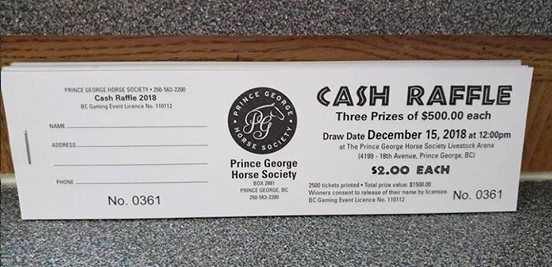 PRINCE GEORGE HORSE SOCIETY • 250-563-2200
Cash Raffle 2018
BC Gaming Event Licence No. 110112
NAME
ADDRESS
PHONE
No. 0361
PRINCE GEORGE
PG
HORSE SOCIETY
Prince George
Horse Society
BOX 2881
PRINCE GEORGE, BC
250-563-2200
CASH RAFFLE
Three Prizes of $500.00 each
Draw Date December 15, 2018 at 12:00pm
at The Prince George Horse Society Livestock Arena
(4199 - 18th Avenue, Prince George, BC)
$2.00 EACH
2500 tickets printed • Total prize value: $1500.00
Winners consent to release of their name by licensee.
BC Gaming Event Licence No. 110112
No. 0361